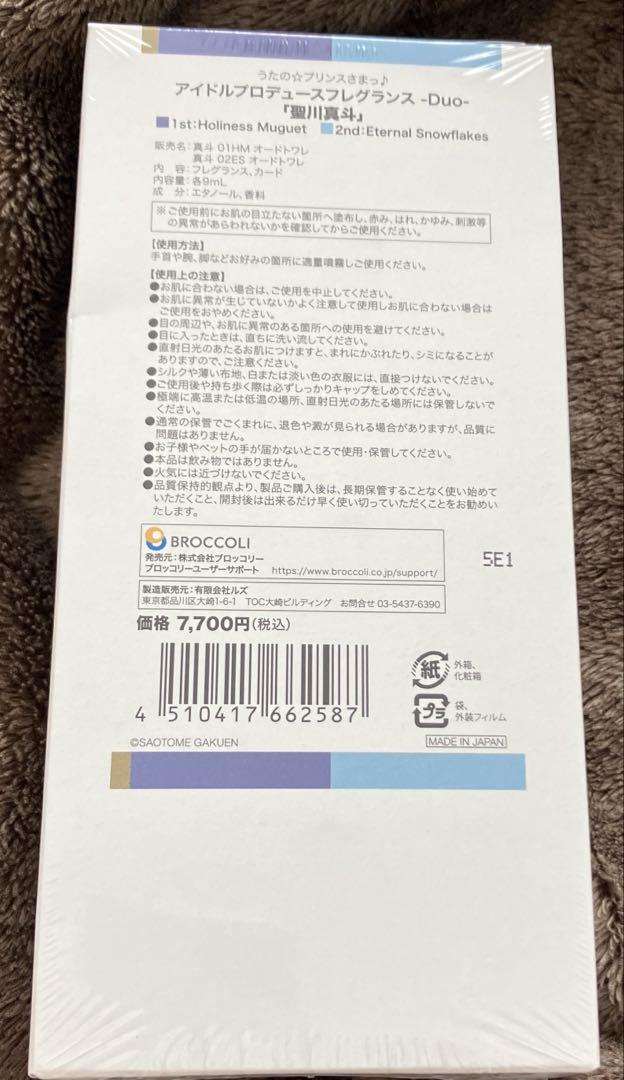 うたの☆プリンスさまっ♪
アイドルプロデュースフレグランス -Duo-
「聖川真斗」
1st:Holiness Muguet 2nd:Eternal Snowflakes
販売名：真斗 01HM オードトワレ
真斗 02ES オードトワレ
内 容：フレグランス、カード
内容量：各9mL
成 分：エタノール、香料
※ご使用前にお肌の目立たない箇所へ塗布し、赤み、はれ、かゆみ、刺激等
の異常があらわれないかを確認してからご使用ください。
【使用方法】
手首や腕、脚などお好みの箇所に適量噴霧しご使用ください。
【使用上の注意】
●お肌に合わない場合は、ご使用を中止してください。
●お肌に異常が生じていないかよく注意して使用しお肌に合わない場合は
ご使用をおやめください。
●目の周辺や、お肌に異常のある箇所への使用を避けてください。
●目に入ったときは、直ちに洗い流してください。
●直射日光のあたるお肌につけますと、まれにかぶれたり、シミになることが
ありますので、ご注意ください。
●シルクや薄い布地、白または淡い色の衣服には、直接つけないでください。
●ご使用後や持ち歩く際は必ずしっかりキャップをしめてください。
●極端に高温または低温の場所、直射日光のあたる場所には保管しないで
ください。
●通常の保管でごくまれに、退色や澱が見られる場合がありますが、品質に
問題はありません。
●お子様やペットの手が届かないところで使用・保管してください。
●本品は飲み物ではありません。
●火気には近づけないでください。
●品質保持的観点より、製品ご購入後は、長期保管することなく使い始めて
いただくこと、開封後は出来るだけ早く使い切っていただくことをお勧めい
たします。
BROCCOLI
発売元：株式会社ブロッコリー
ブロッコリーユーザーサポート https://www.broccoli.co.jp/support/
5E1
製造販売元：有限会社ルズ
東京都品川区大崎1-6-1 TOC大崎ビルディング お問合せ 03-5437-6390
価格 7,700円(税込)
紙 外箱、
化粧箱
プラ 袋、
外装フィルム
4 510417 662587
©SAOTOME GAKUEN
MADE IN JAPAN